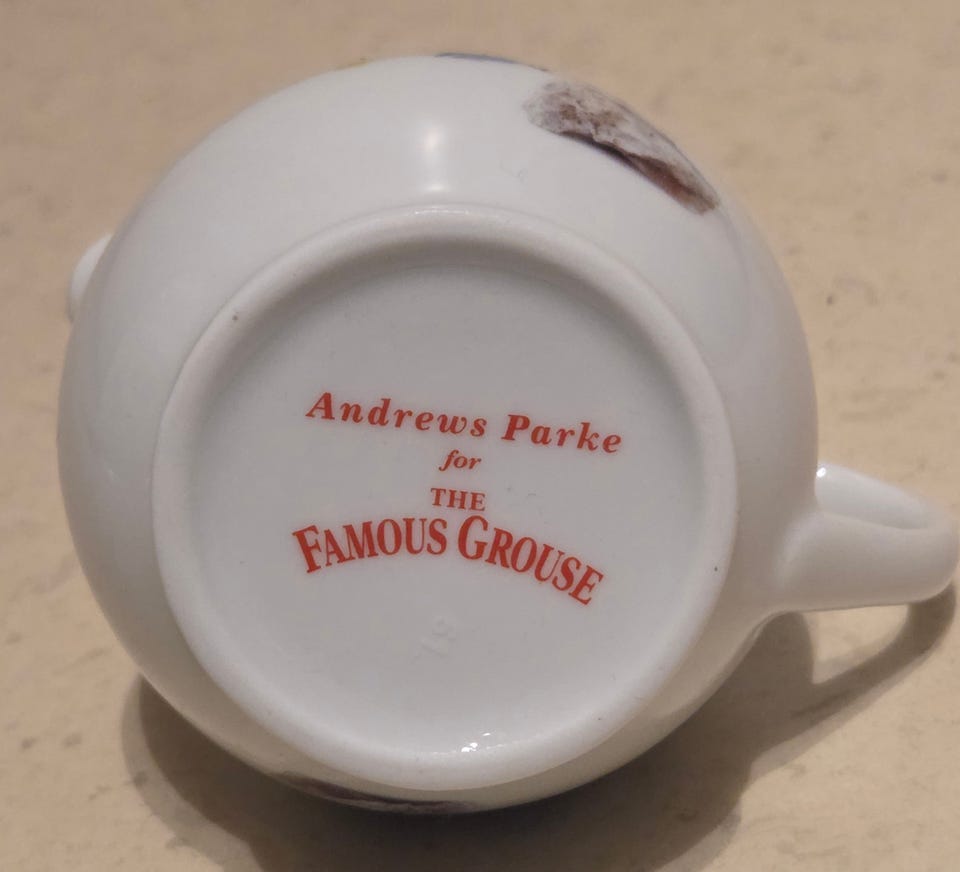 Andrews Parke
for
THE
FAMOUS GROUSE